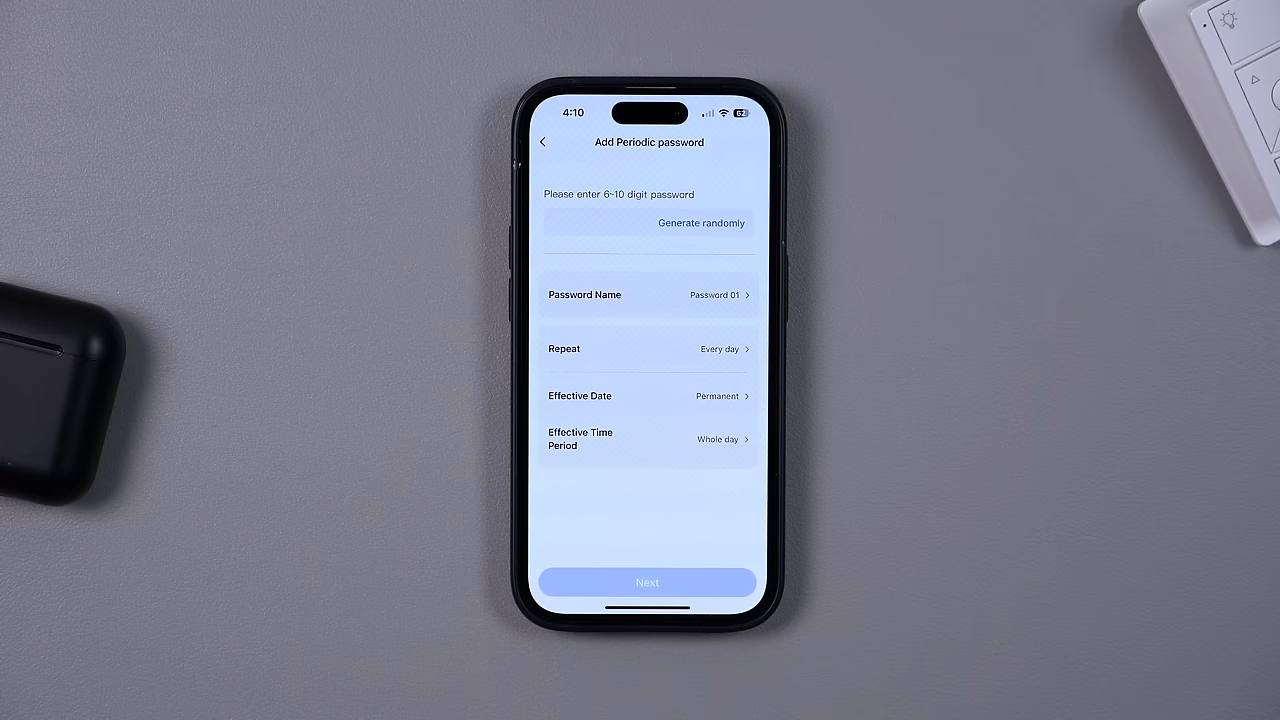 4:10
62
Add Periodic password
Please enter 6~10 digit password
Generate randomly
Password Name
Password 01
Repeat
Every day
Effective Date
Permanent
Effective Time
Period
Whole day
Next